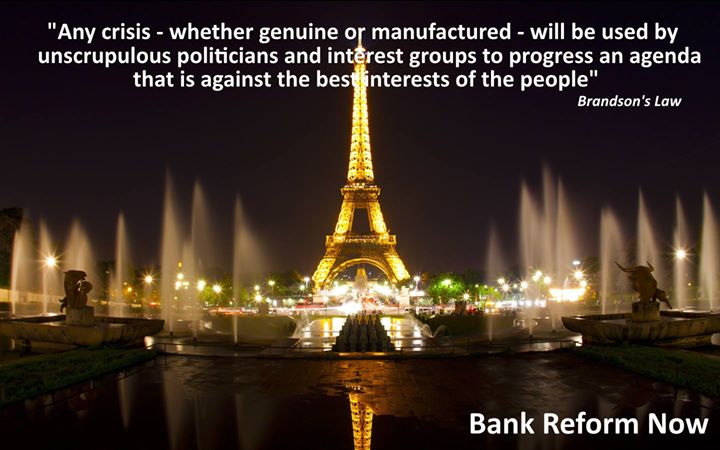 "Any crisis - whether genuine or manufactured - will be used by
unscrupulous politicians and interest groups to progress an agenda
that is against the best interests of the people"
Brandson's Law
Bank Reform Now